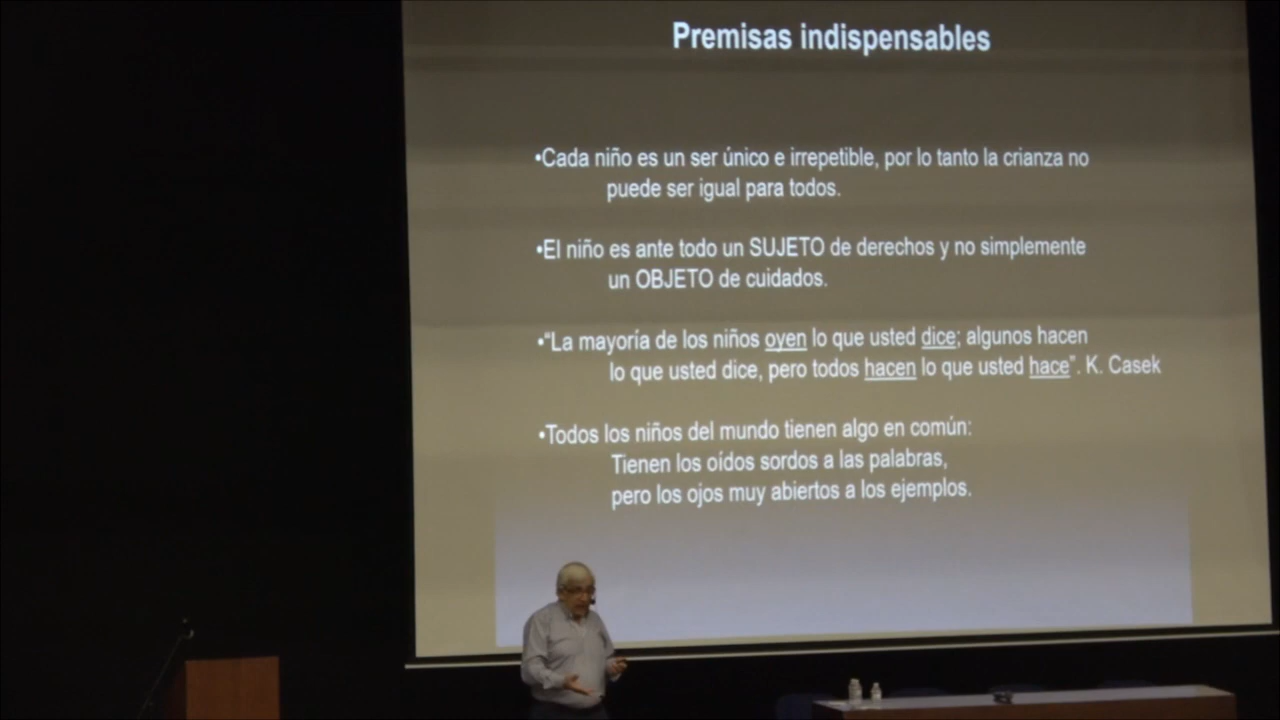 Premisas indispensables
•Cada niño es un ser único e irrepetible, por lo tanto la crianza no
puede ser igual para todos.
•El niño es ante todo un SUJETO de derechos y no simplemente
un OBJETO de cuidados.
•"La mayoría de los niños oyen lo que usted dice; algunos hacen
lo que usted dice, pero todos hacen lo que usted hace". K. Casek
•Todos los niños del mundo tienen algo en común:
Tienen los oídos sordos a las palabras,
pero los ojos muy abiertos a los ejemplos.